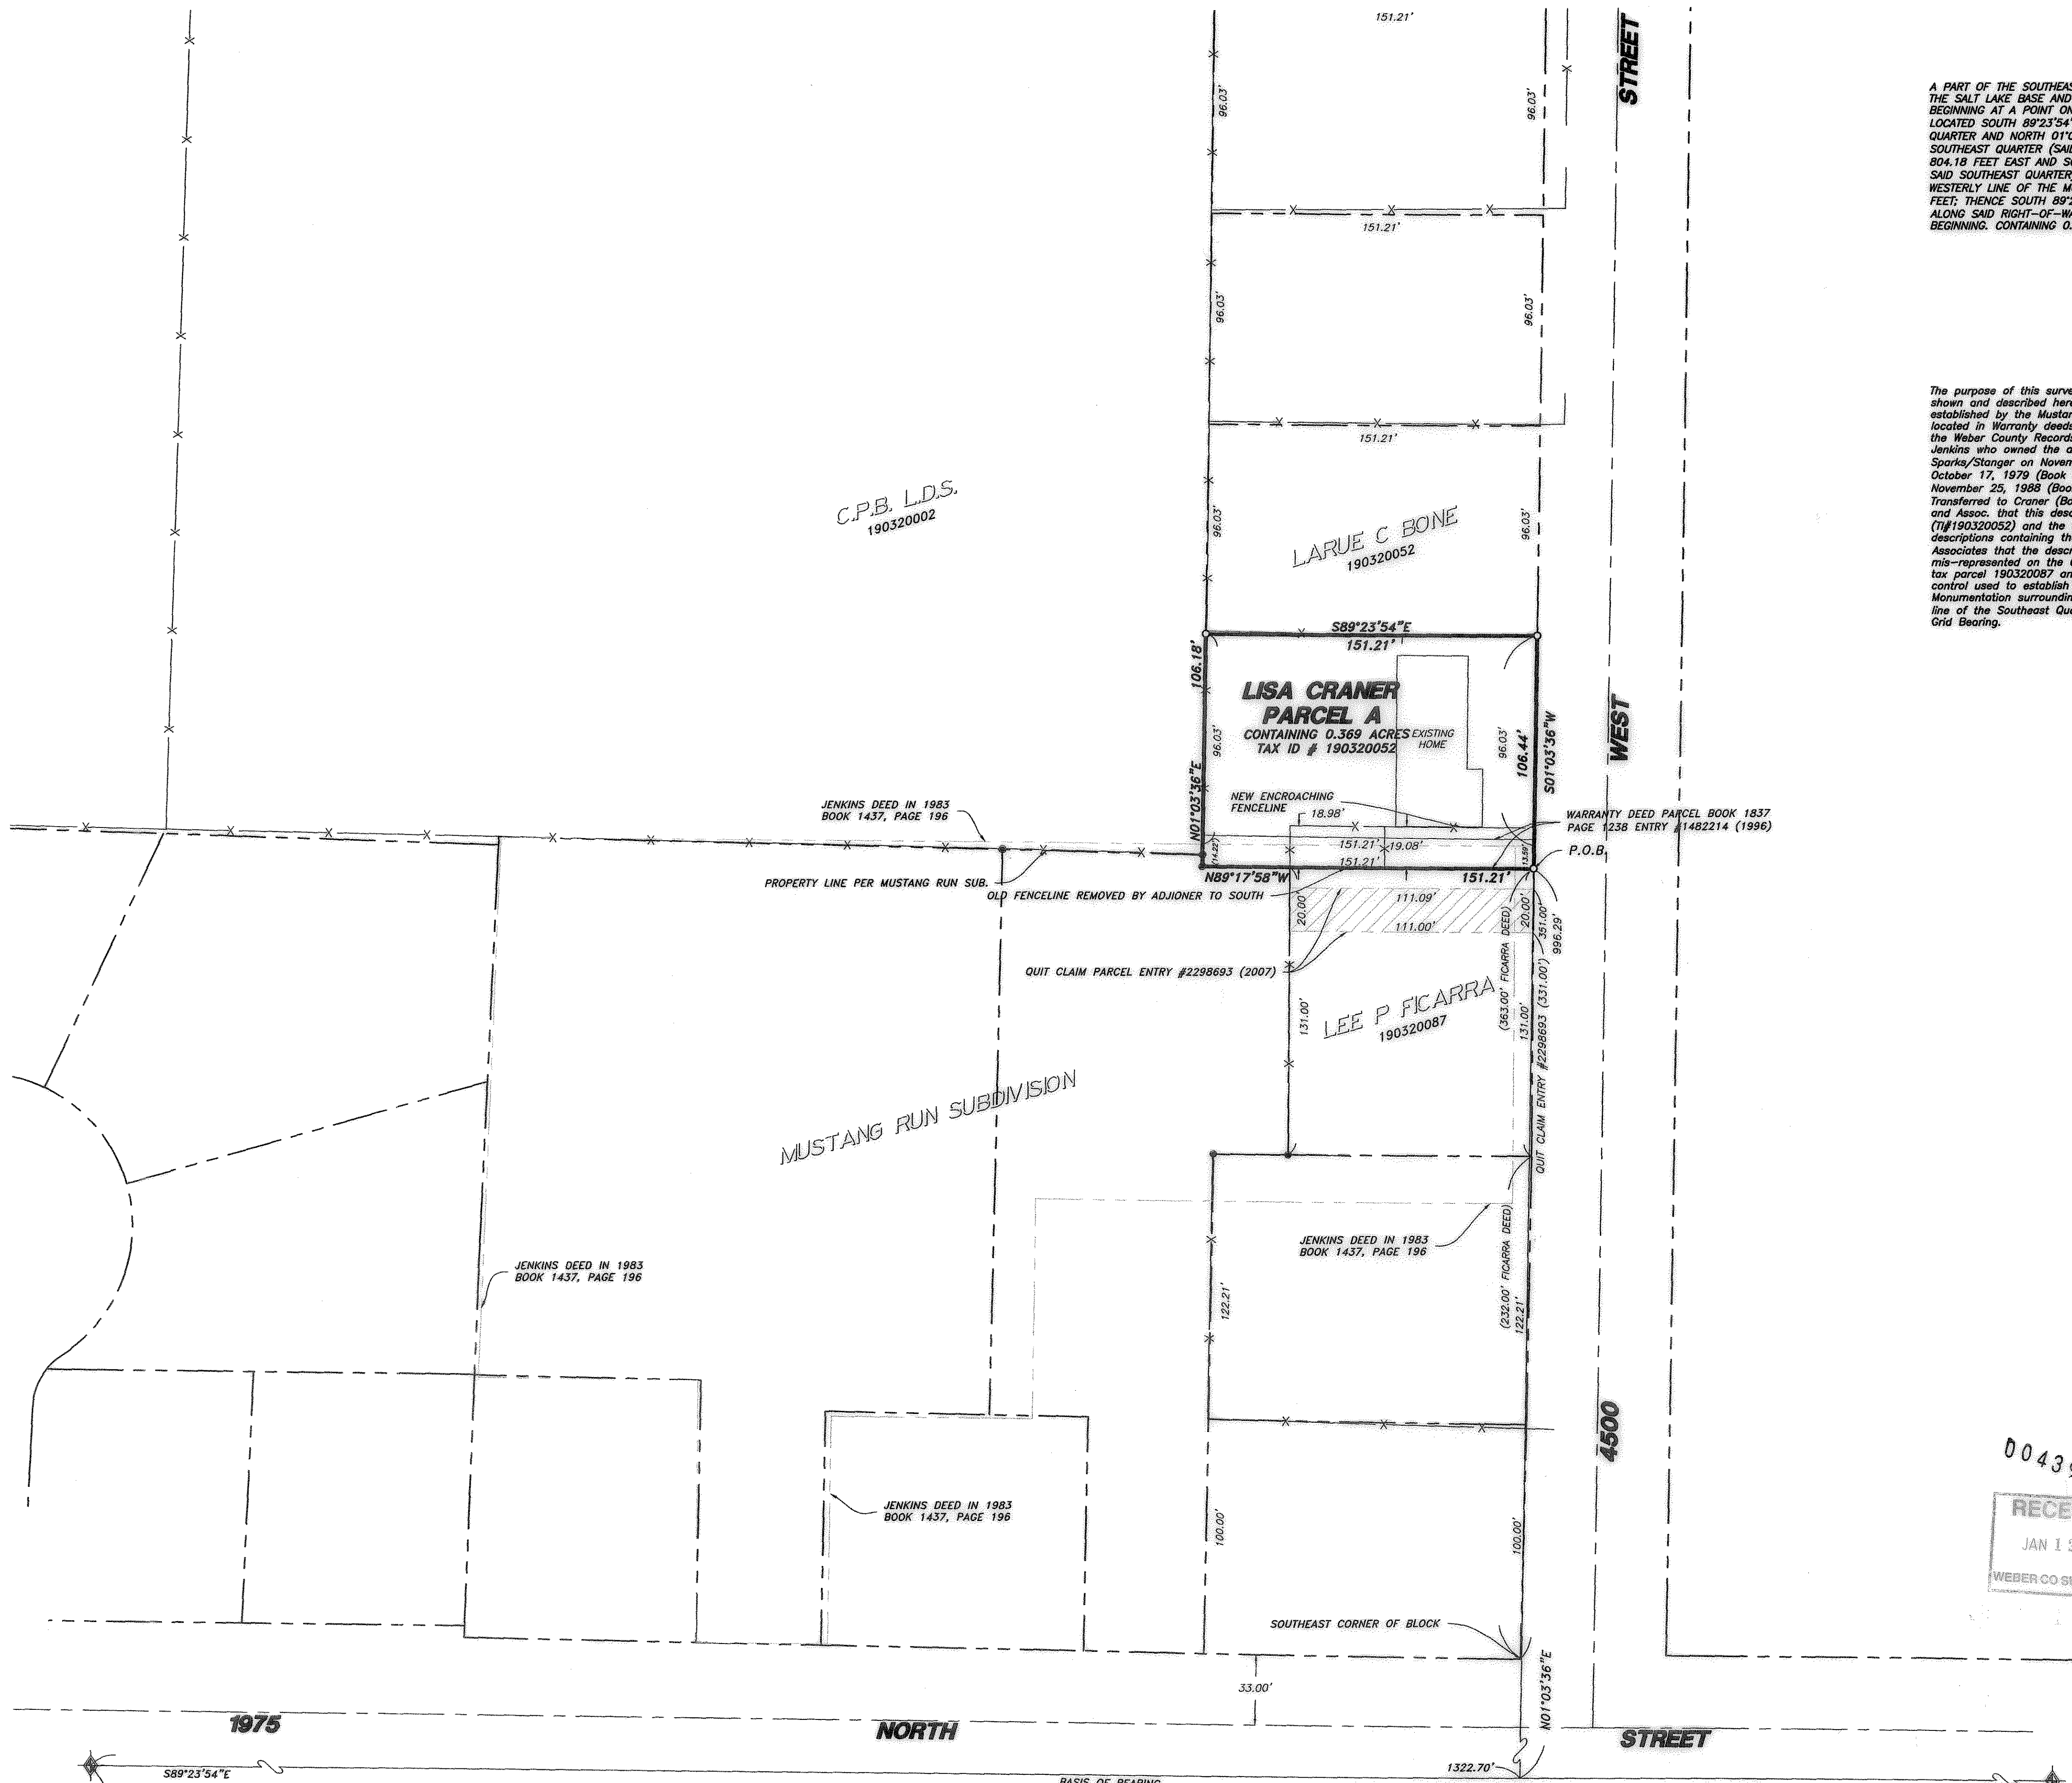 151.21'
STREET
96.03'
96.03'
151.21'
96.03'
96.03'
151.21'
C.P.B. L.D.S.
190320002
96.03'
96.03'
LARUE C BONE
190320052
S89°23'54"E
151.21'
106.18'
LISA CRANER
PARCEL A
CONTAINING 0.369 ACRES
TAX ID # 190320052
EXISTING
HOME
96.03'
96.03'
106.44'
S01°03'36"W
WEST
N01°03'36"E
NEW ENCROACHING
FENCELINE
18.98'
JENKINS DEED IN 1983
BOOK 1437, PAGE 196
WARRANTY DEED PARCEL BOOK 1837
PAGE 1238 ENTRY #1482214 (1996)
(14.22')
151.21'
19.08'
13.59'
P.O.B.
151.21'
N89°17'58"W
151.21'
PROPERTY LINE PER MUSTANG RUN SUB.
OLD FENCELINE REMOVED BY ADJIONER TO SOUTH
20.00'
111.09'
20.00'
351.00'
996.29'
111.00'
QUIT CLAIM PARCEL ENTRY #2298693 (2007)
(363.00' FICARRA DEED)
LEE P FICARRA
190320087
131.00'
131.00'
QUIT CLAIM ENTRY #2298693 (331.00')
MUSTANG RUN SUBDIVISION
JENKINS DEED IN 1983
BOOK 1437, PAGE 196
(232.00' FICARRA DEED)
122.21'
122.21'
JENKINS DEED IN 1983
BOOK 1437, PAGE 196
4500
JENKINS DEED IN 1983
BOOK 1437, PAGE 196
100.00'
100.00'
SOUTHEAST CORNER OF BLOCK
33.00'
N01°03'36"E
1975
NORTH
STREET
S89°23'54"E
1322.70'
BASIS OF BEARING
A PART OF THE SOUTHEAS
THE SALT LAKE BASE AND
BEGINNING AT A POINT ON
LOCATED SOUTH 89°23'54"
QUARTER AND NORTH 01°0
SOUTHEAST QUARTER (SAI
804.18 FEET EAST AND S
SAID SOUTHEAST QUARTER
WESTERLY LINE OF THE M
FEET; THENCE SOUTH 89°2
ALONG SAID RIGHT-OF-WA
BEGINNING. CONTAINING 0.
The purpose of this surve
shown and described here
established by the Mustan
located in Warranty deeds
the Weber County Records
Jenkins who owned the a
Sparks/Stanger on Novem
October 17, 1979 (Book
November 25, 1988 (Boo
Transferred to Craner (Bo
and Assoc. that this desc
(TI#190320052) and the
descriptions containing th
Associates that the descr
mis-represented on the
tax parcel 190320087 an
control used to establish
Monumentation surroundin
line of the Southeast Qu
Grid Bearing.
0043
RECE
JAN 15
WEBER CO SU